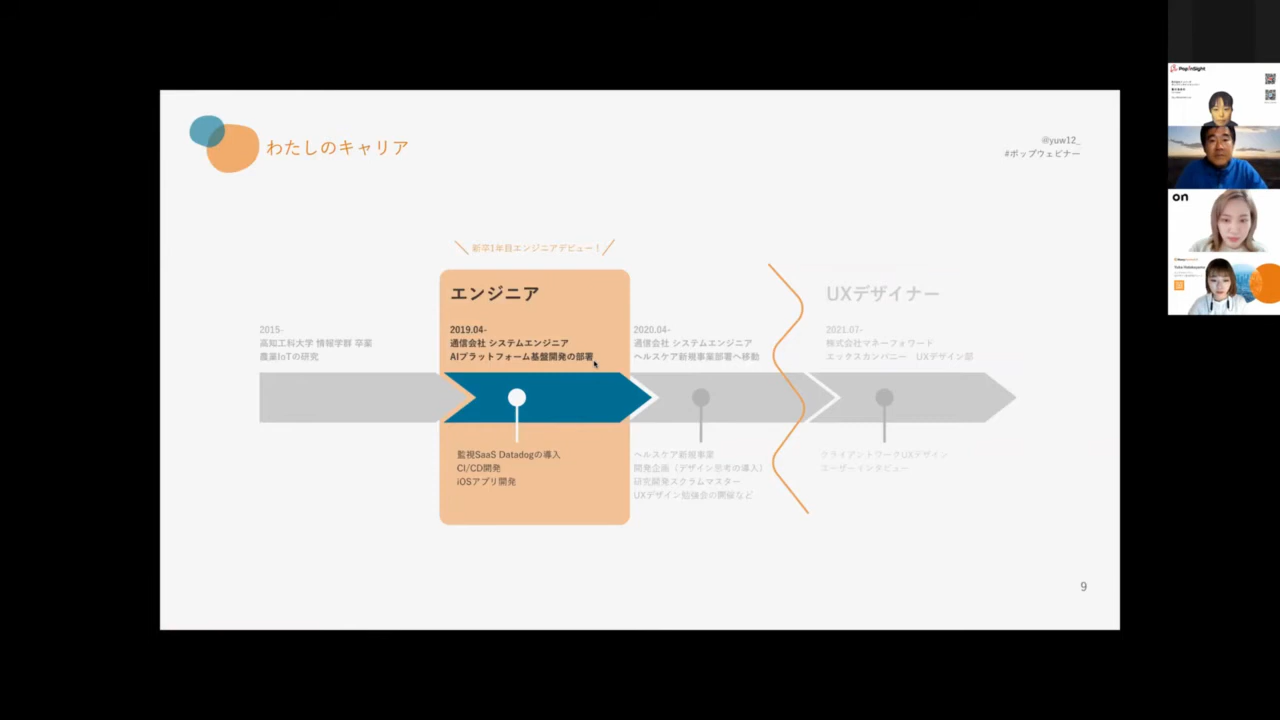 わたしのキャリア
@yuw12_
#ポップウェビナー
新卒1年目エンジニアデビュー！
エンジニア
UXデザイナー
2015-
高知工科大学 情報学群 卒業
農業IoTの研究
2019.04-
通信会社 システムエンジニア
AIプラットフォーム基盤開発の部署
2020.04-
通信会社 システムエンジニア
ヘルスケア新規事業部署へ移動
2021.07-
株式会社マネーフォワード
エックスカンパニー　UXデザイン部
監視SaaS Datadogの導入
CI/CD開発
iOSアプリ開発
ヘルスケア新規事業
開発企画（デザイン思考の導入）
研究開発スクラムマスター
UXデザイン勉強会の開催など
クライアントワークUXデザイン
ユーザーインタビュー
9
PopInSight
on